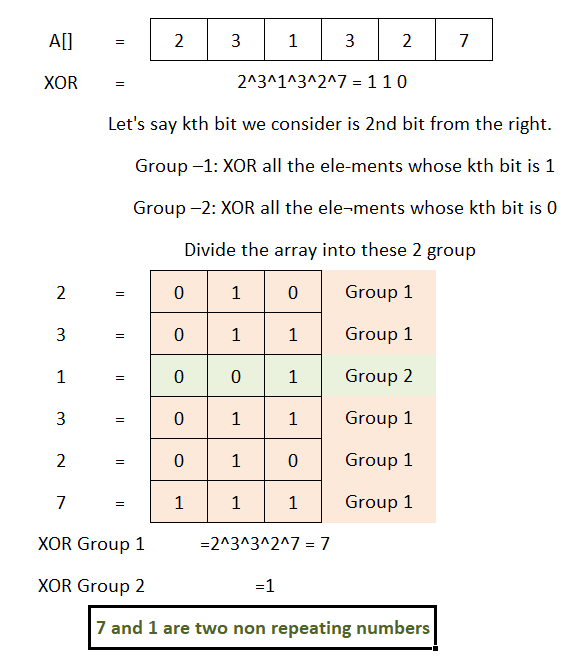 A[] = 2 3 1 3 2 7
XOR = 2^3^1^3^2^7 = 1 1 0
Let's say kth bit we consider is 2nd bit from the right.
Group –1: XOR all the ele-ments whose kth bit is 1
Group –2: XOR all the ele¬ments whose kth bit is 0
Divide the array into these 2 group
2 = 0 1 0 Group 1
3 = 0 1 1 Group 1
1 = 0 0 1 Group 2
3 = 0 1 1 Group 1
2 = 0 1 0 Group 1
7 = 1 1 1 Group 1
XOR Group 1 =2^3^3^2^7 = 7
XOR Group 2 =1
7 and 1 are two non repeating numbers